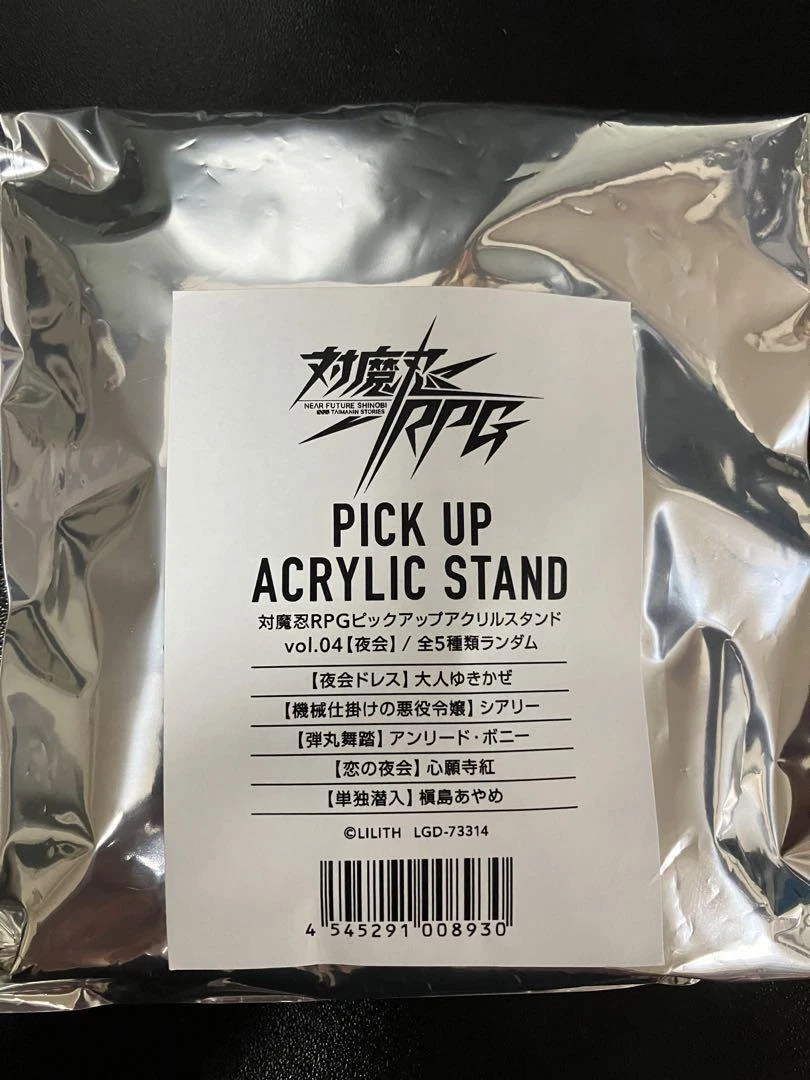 対魔忍
NEAR FUTURE SHINOBI
TAIMANIN STORIES
RPG
PICK UP
ACRYLIC STAND
対魔忍RPGピックアップアクリルスタンド
vol.04【夜会】/ 全5種類ランダム
【夜会ドレス】大人ゆきかぜ
【機械仕掛けの悪役令嬢】シアリー
【弾丸舞踏】アンリード・ボニー
【恋の夜会】心願寺紅
【単独潜入】槇島あやめ
©LILITH LGD-73314
4 545291 008930